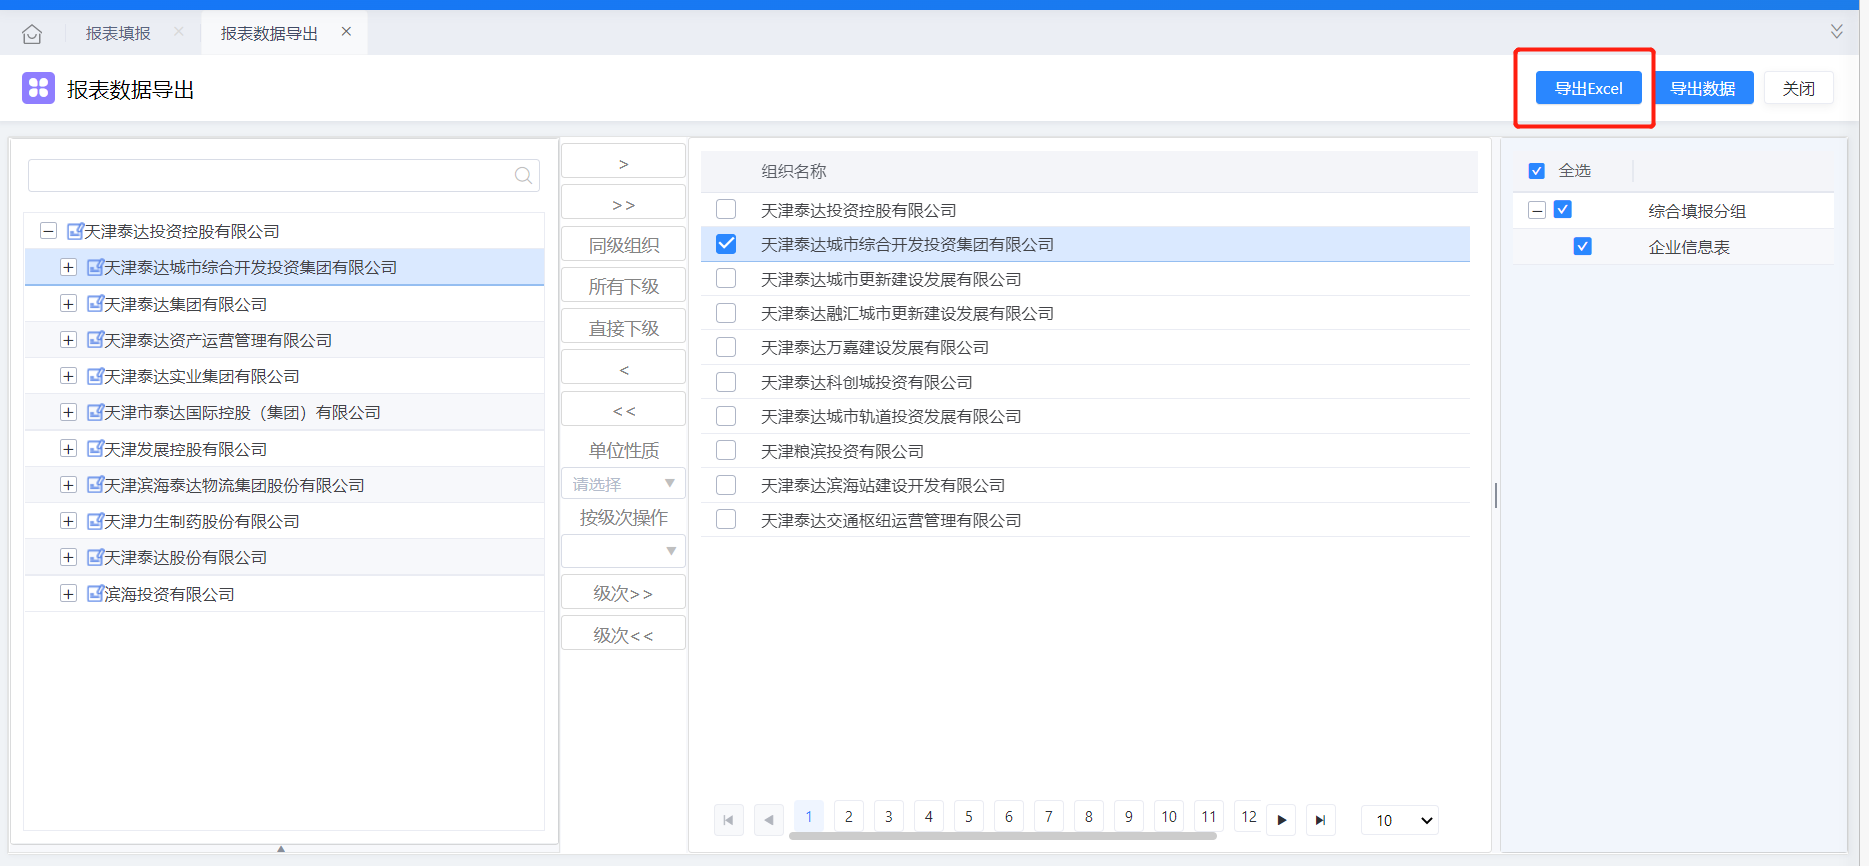 报表填报
报表数据导出
报表数据导出
导出Excel
导出数据
关闭
天津泰达投资控股有限公司
天津泰达城市综合开发投资集团有限公司
天津泰达集团有限公司
天津泰达资产运营管理有限公司
天津泰达实业集团有限公司
天津市泰达国际控股（集团）有限公司
天津发展控股有限公司
天津滨海泰达物流集团股份有限公司
天津力生制药股份有限公司
天津泰达股份有限公司
滨海投资有限公司
>
>>
同级组织
所有下级
直接下级
<
<<
单位性质
请选择
按级次操作
级次>>
级次<<
组织名称
天津泰达投资控股有限公司
天津泰达城市综合开发投资集团有限公司
天津泰达城市更新建设发展有限公司
天津泰达融汇城市更新建设发展有限公司
天津泰达万嘉建设发展有限公司
天津泰达科创城投资有限公司
天津泰达城市轨道投资发展有限公司
天津粮滨投资有限公司
天津泰达滨海站建设开发有限公司
天津泰达交通枢纽运营管理有限公司
1 2 3 4 5 6 7 8 9 10 11 12
10
全选
综合填报分组
企业信息表